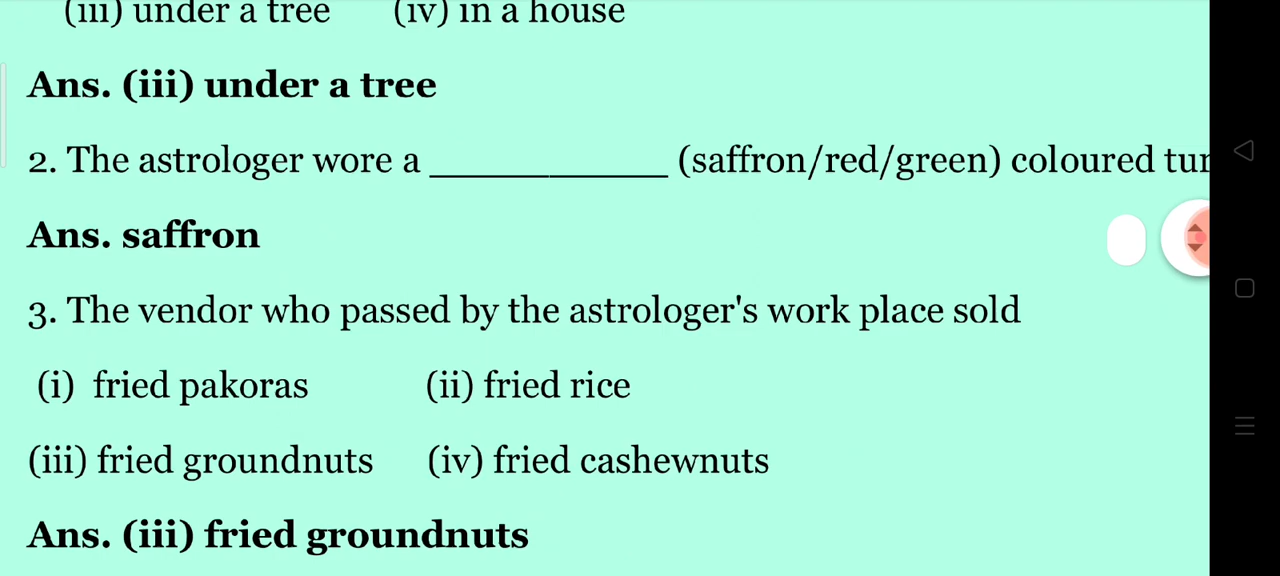 (iii) under a tree (iv) in a house
Ans. (iii) under a tree
2. The astrologer wore a ____________ (saffron/red/green) coloured
Ans. saffron
3. The vendor who passed by the astrologer's work place sold
(i) fried pakoras (ii) fried rice
(iii) fried groundnuts (iv) fried cashewnuts
Ans. (iii) fried groundnuts